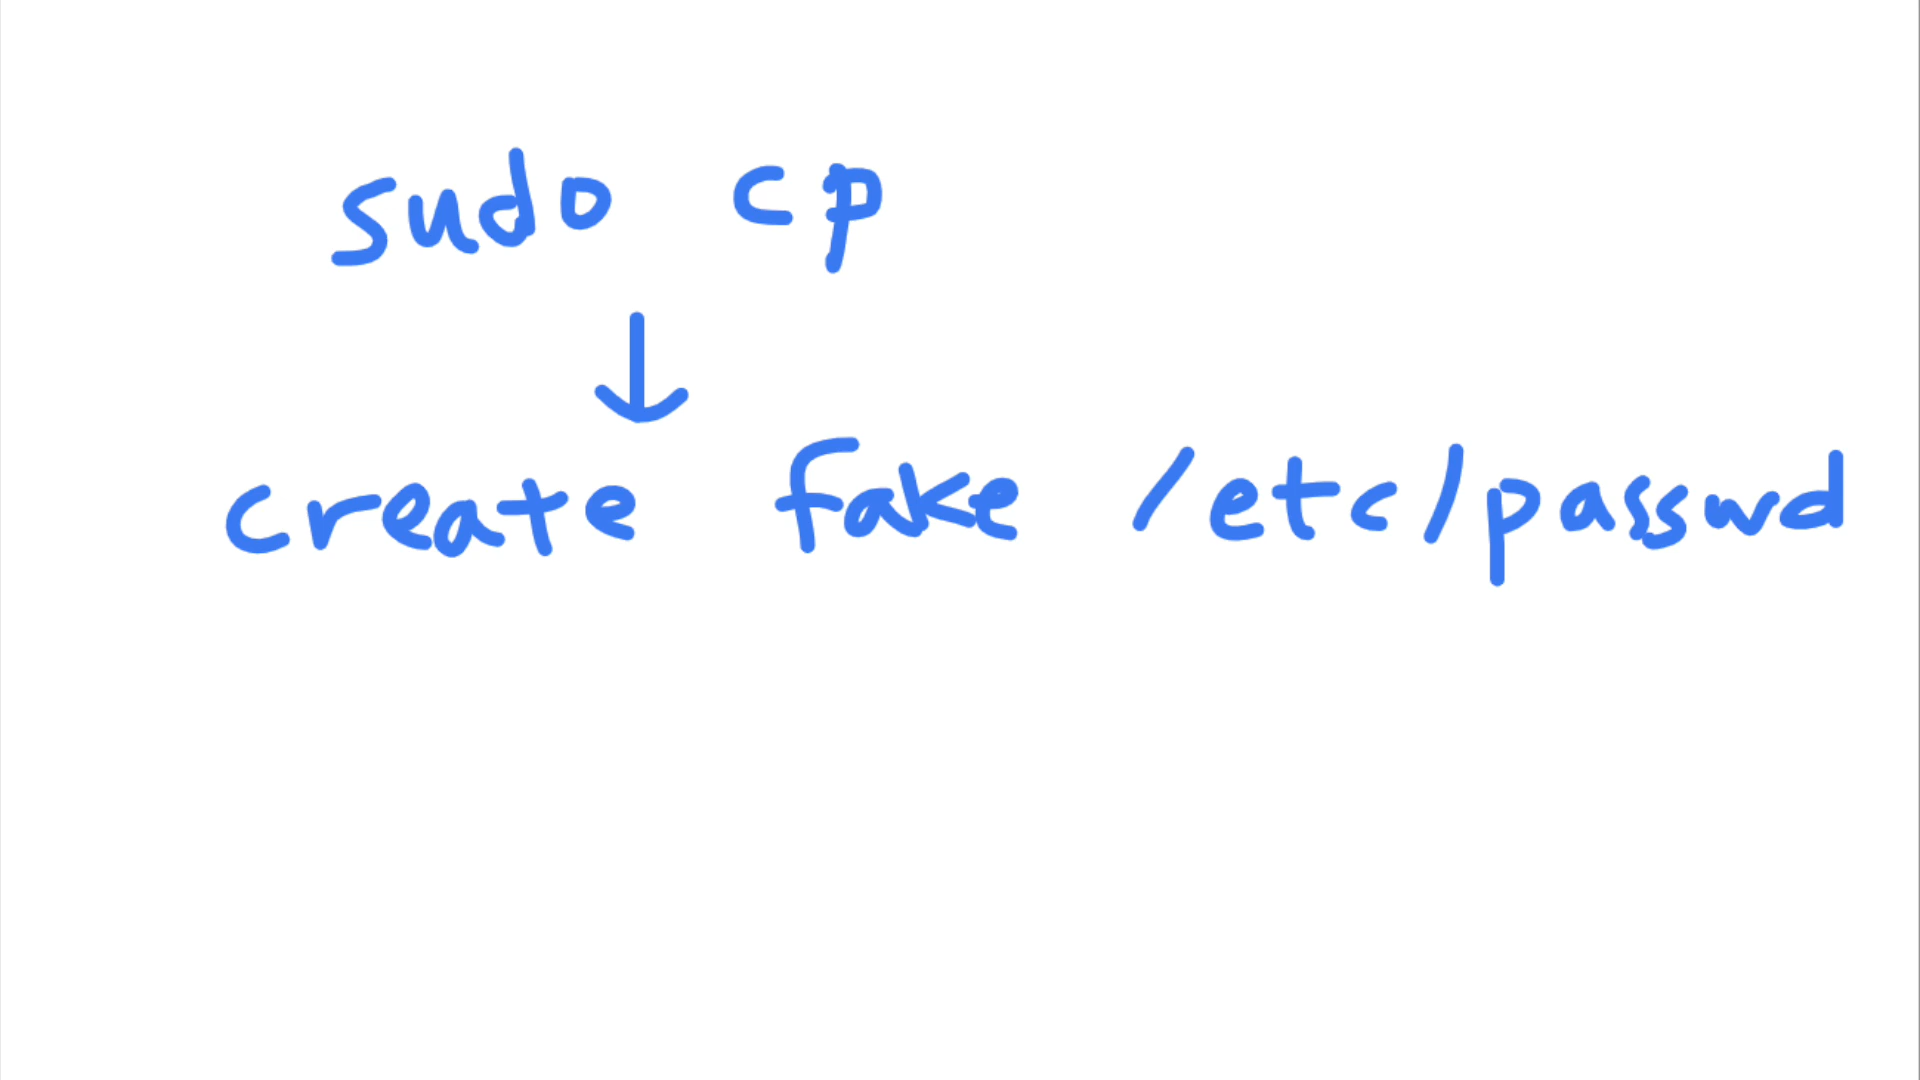 sudo cp
↓
create fake /etc/passwd